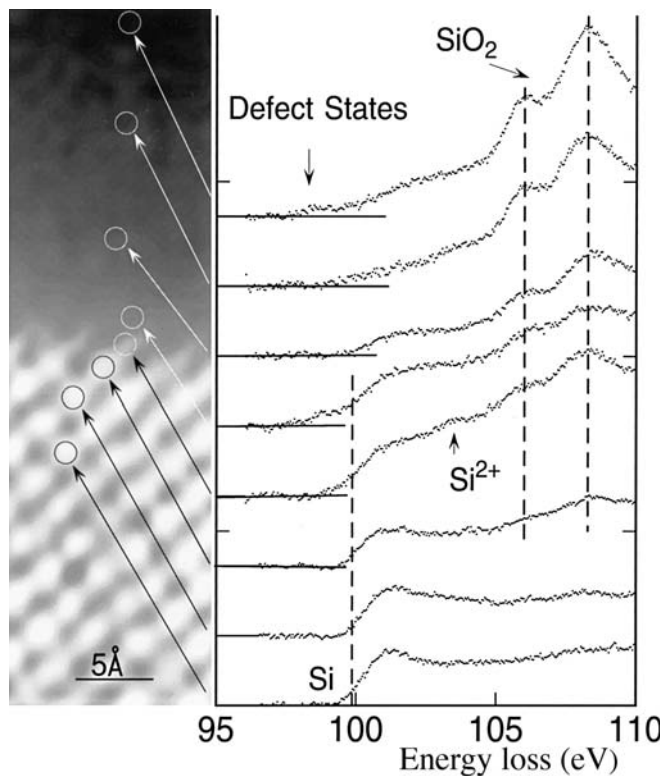 SiO₂
Defect States
Si²⁺
5Å
Si
95 100 105 110
Energy loss (eV)